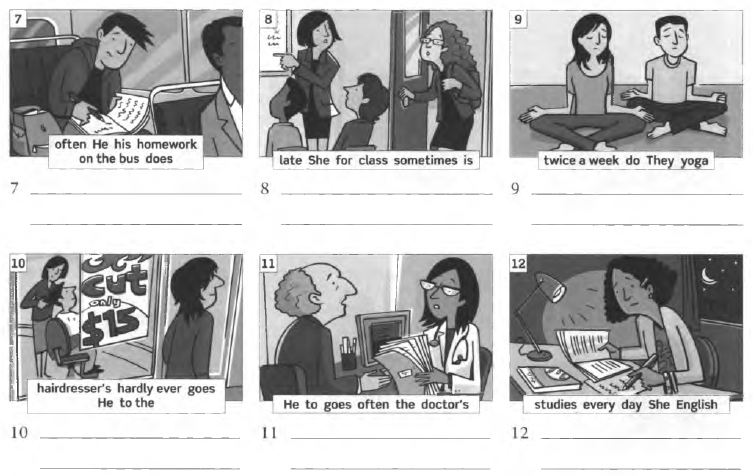 7
often He his homework
on the bus does
8
late She for class sometimes is
9
twice a week do They yoga
7
8
9
10
cut
only
$15
hairdresser's hardly ever goes
He to the
11
He to goes often the doctor's
12
studies every day She English
10
11
12